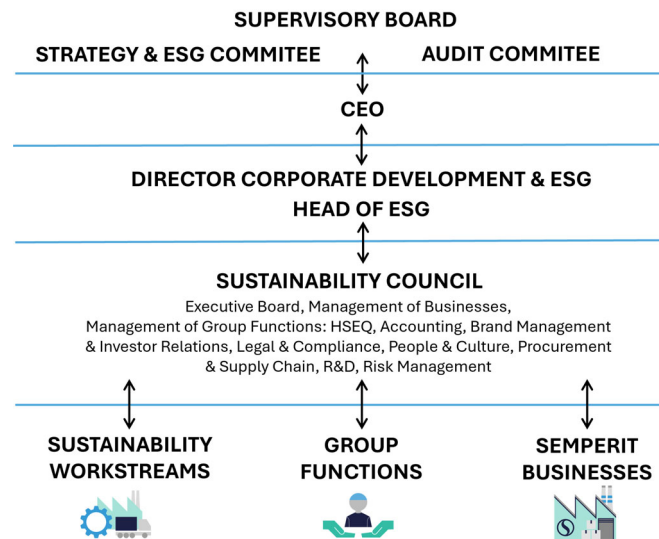 SUPERVISORY BOARD
STRATEGY & ESG COMMITEE
AUDIT COMMITEE
CEO
DIRECTOR CORPORATE DEVELOPMENT & ESG
HEAD OF ESG
SUSTAINABILITY COUNCIL
Executive Board, Management of Businesses,
Management of Group Functions: HSEQ, Accounting, Brand Management
& Investor Relations, Legal & Compliance, People & Culture, Procurement
& Supply Chain, R&D, Risk Management
SUSTAINABILITY
WORKSTREAMS
GROUP
FUNCTIONS
SEMPERIT
BUSINESSES